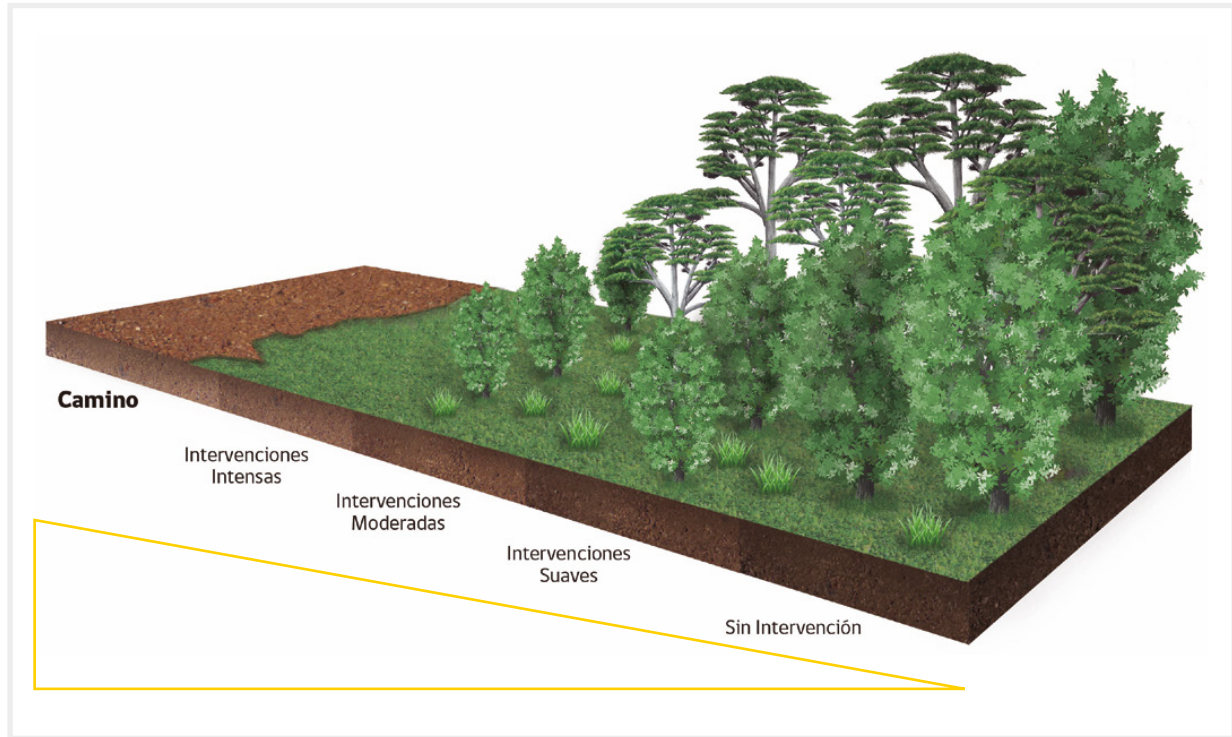 Camino
Intervenciones
Intensas
Intervenciones
Moderadas
Intervenciones
Suaves
Sin Intervención